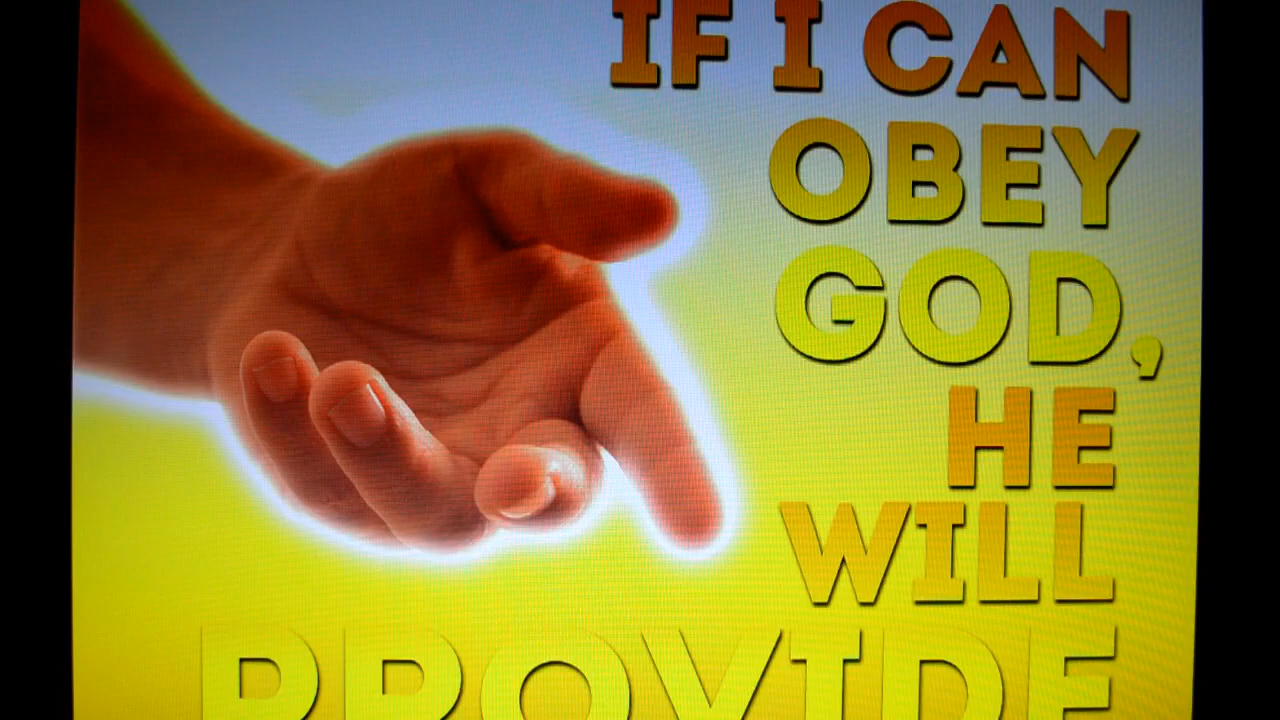 IF I CAN
OBEY
GOD,
HE
WILL
PROVIDE